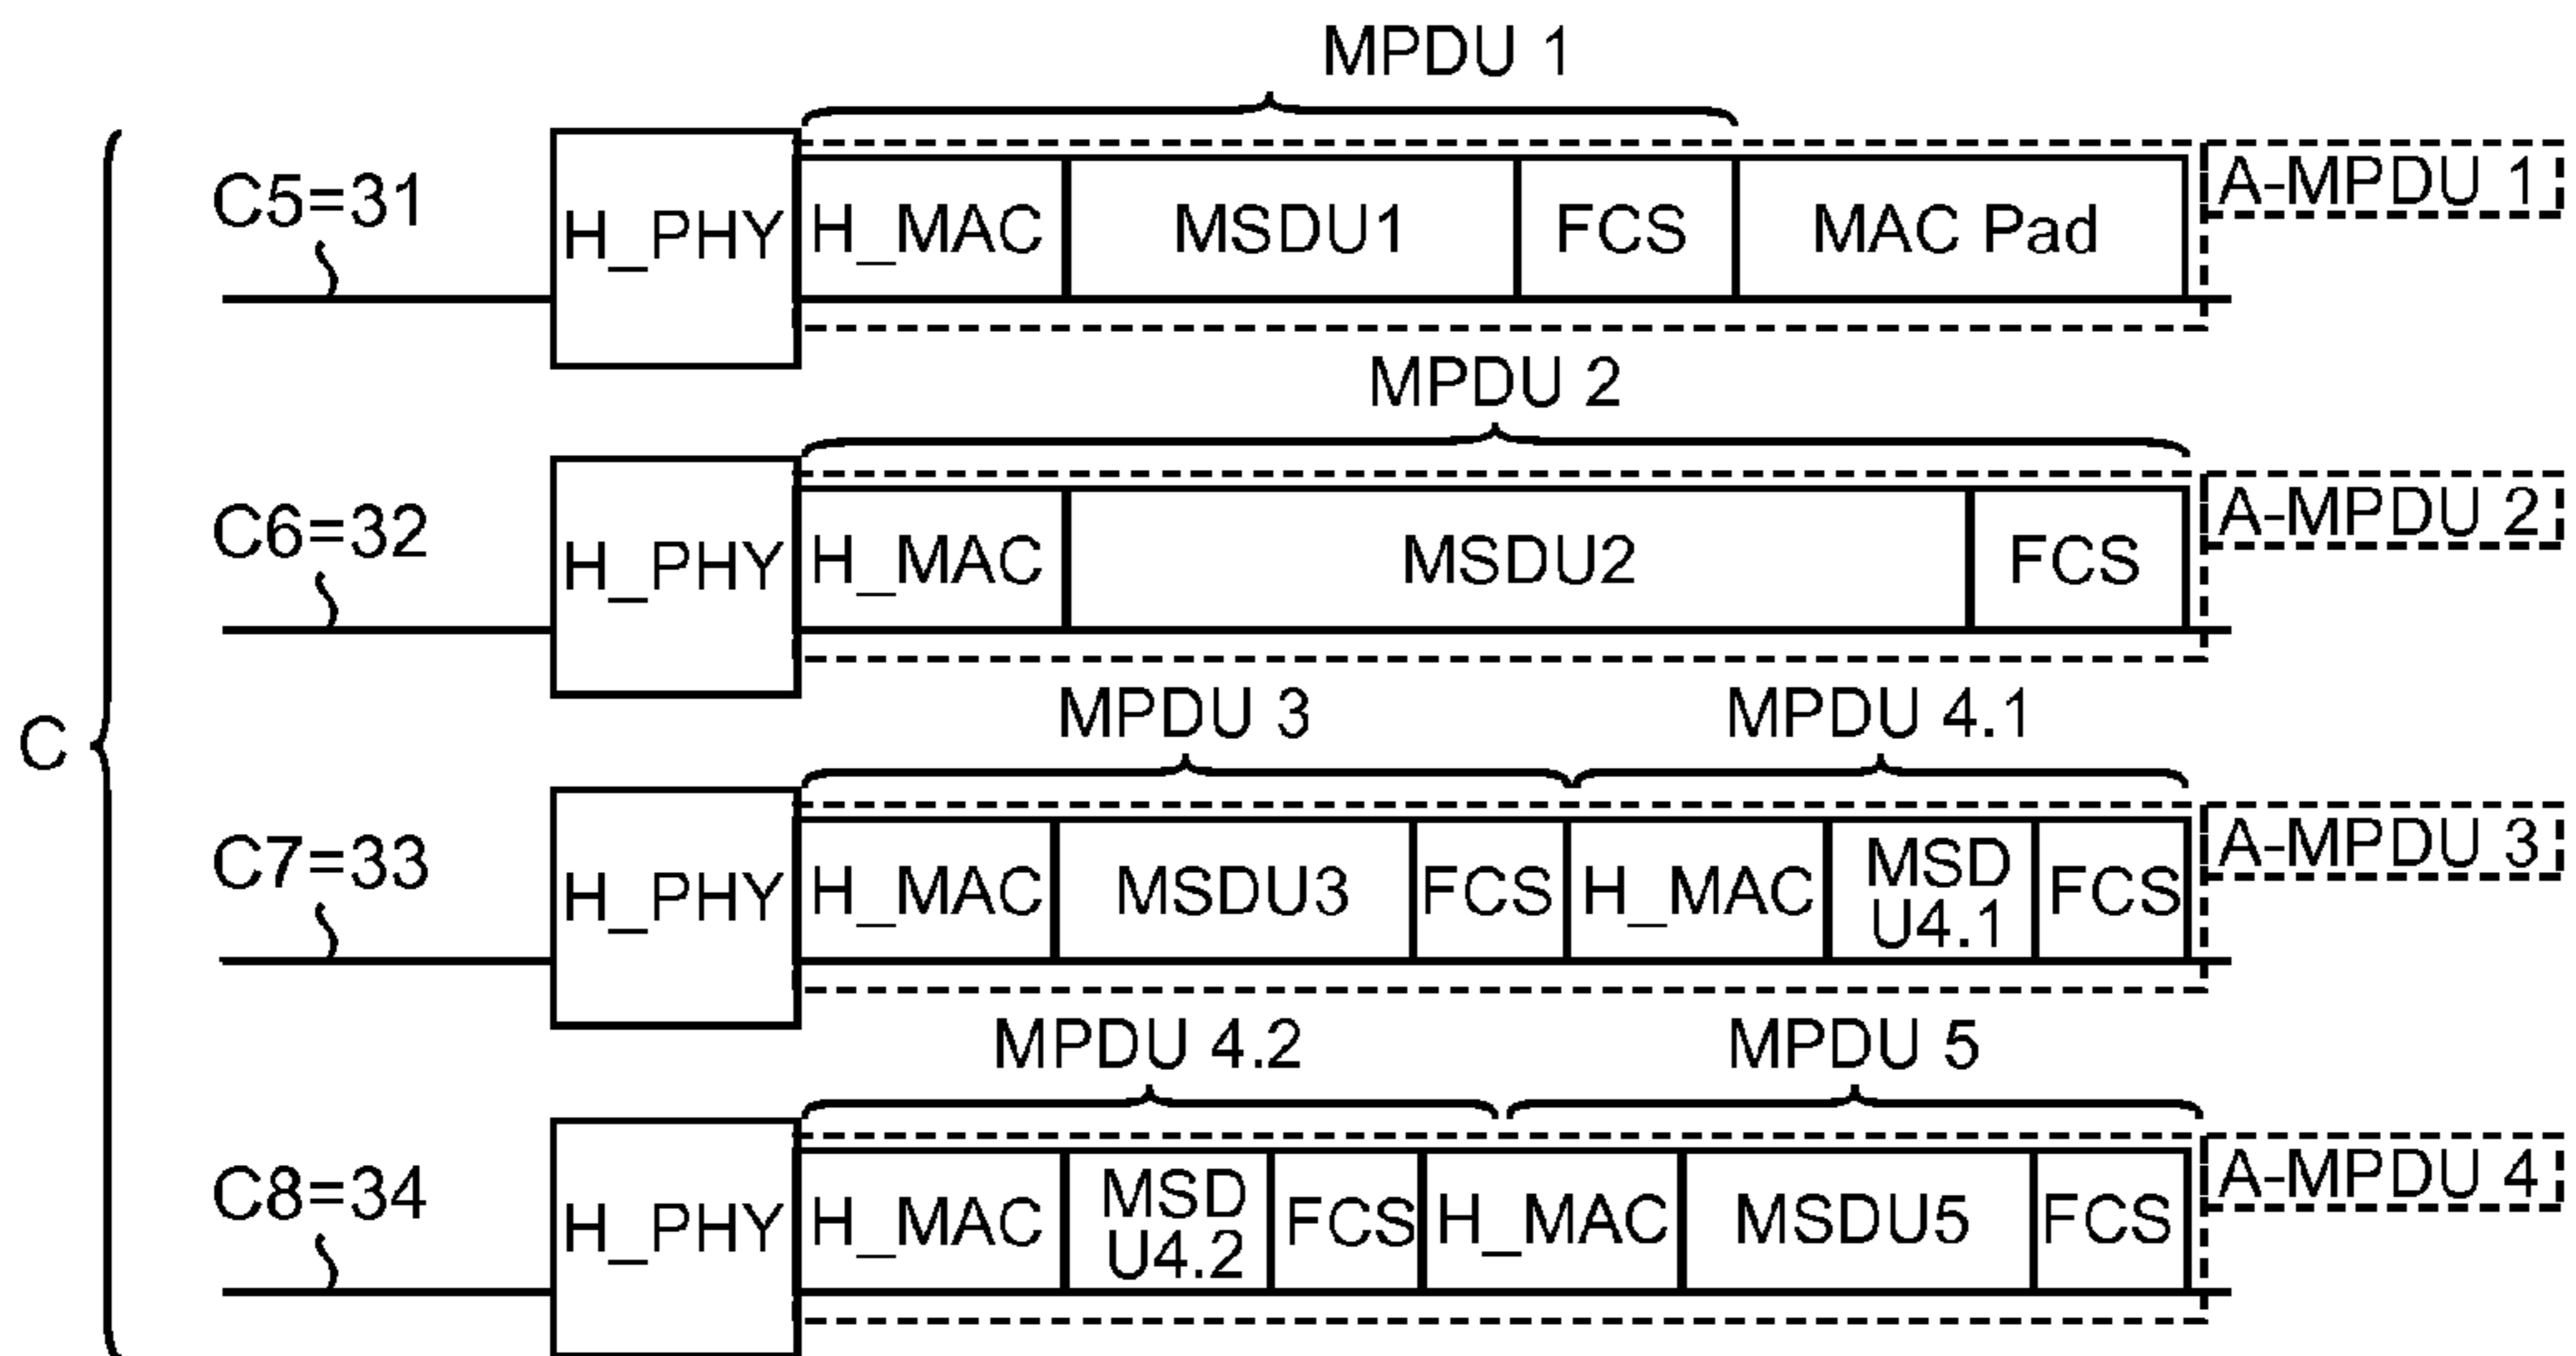 MPDU 1
C5=31
H_PHY
H_MAC
MSDU1
FCS
MAC Pad
A-MPDU 1
MPDU 2
C6=32
H_PHY
H_MAC
MSDU2
FCS
A-MPDU 2
C
MPDU 3
MPDU 4.1
C7=33
H_PHY
H_MAC
MSDU3
FCS
H_MAC
MSD
U4.1
FCS
A-MPDU 3
MPDU 4.2
MPDU 5
C8=34
H_PHY
H_MAC
MSD
U4.2
FCS
H_MAC
MSDU5
FCS
A-MPDU 4